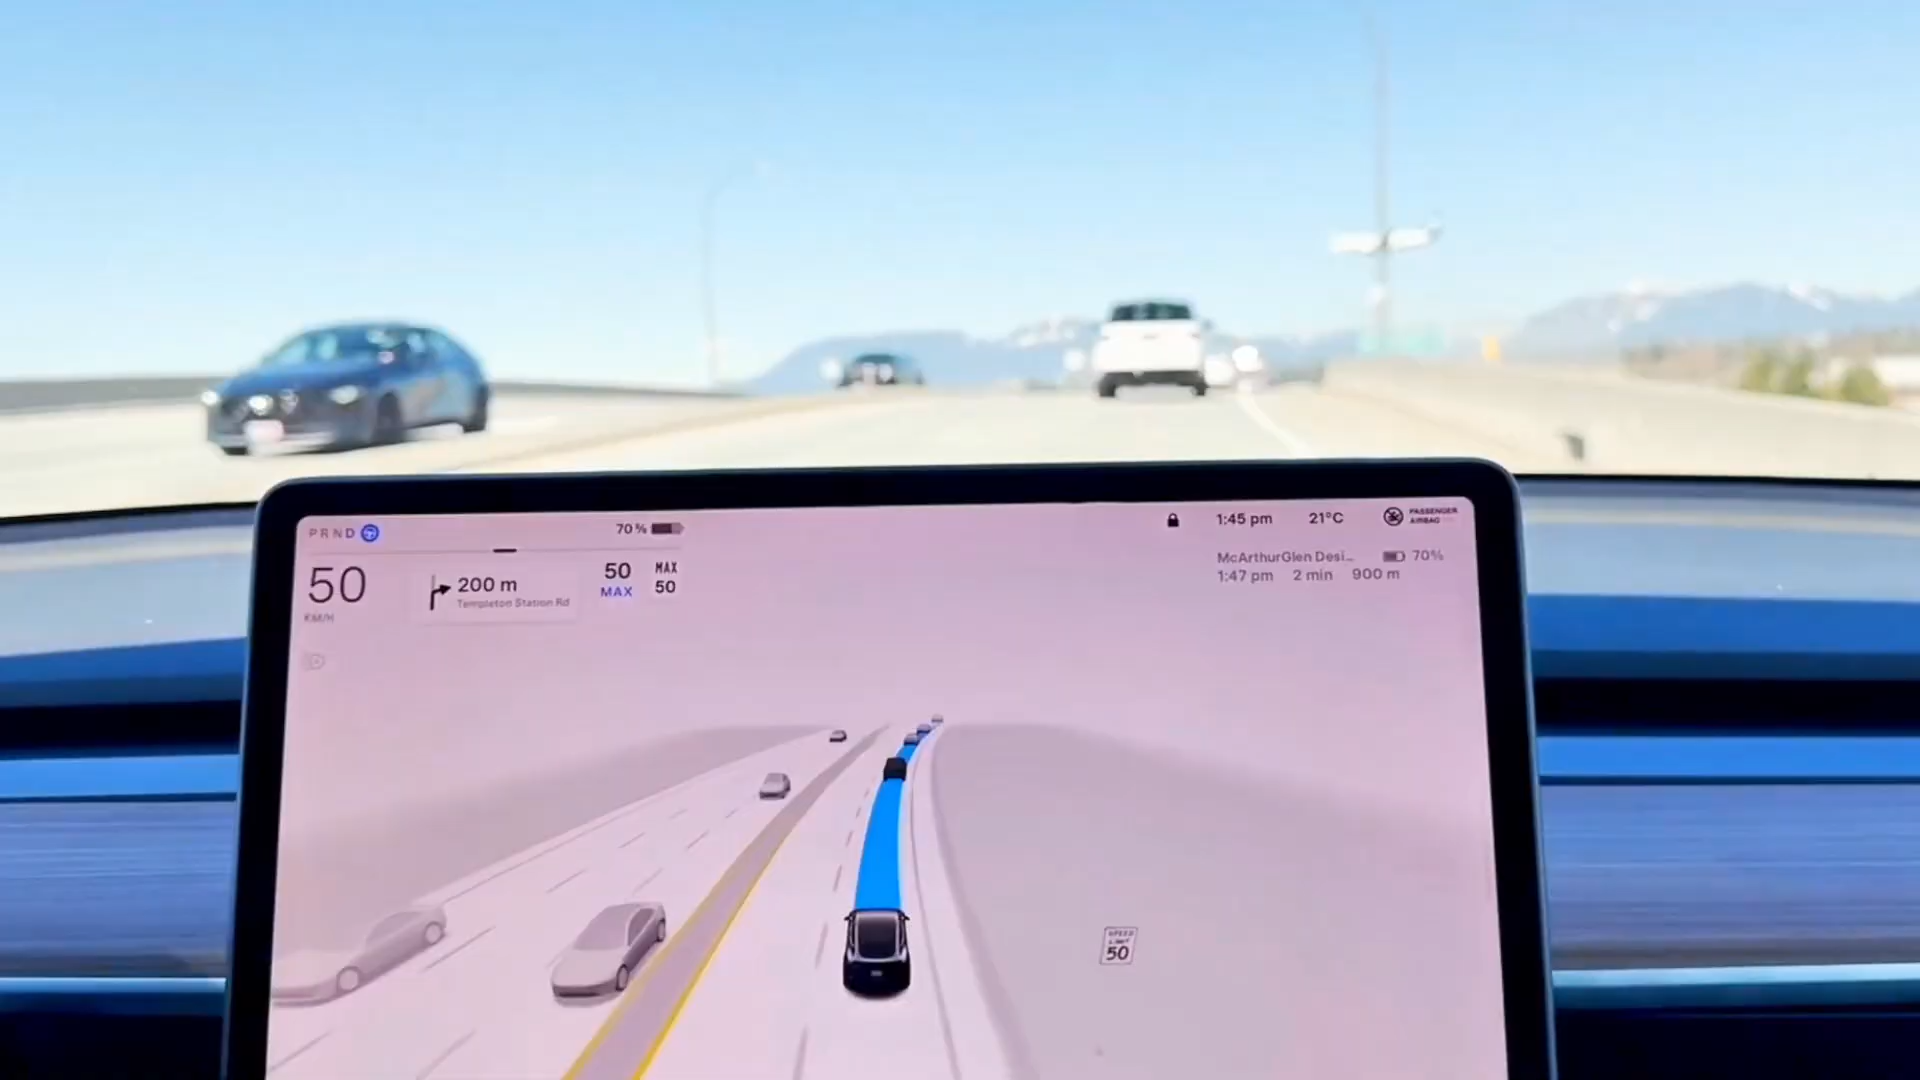 PRND
70%
1:45 pm
21°C
PASSENGER
AIRBAG
50
KM/H
200 m
Templeton Station Rd
50
MAX
MAX
50
McArthurGlen Desi...
70%
1:47 pm
2 min
900 m
SPEED
LIMIT
50